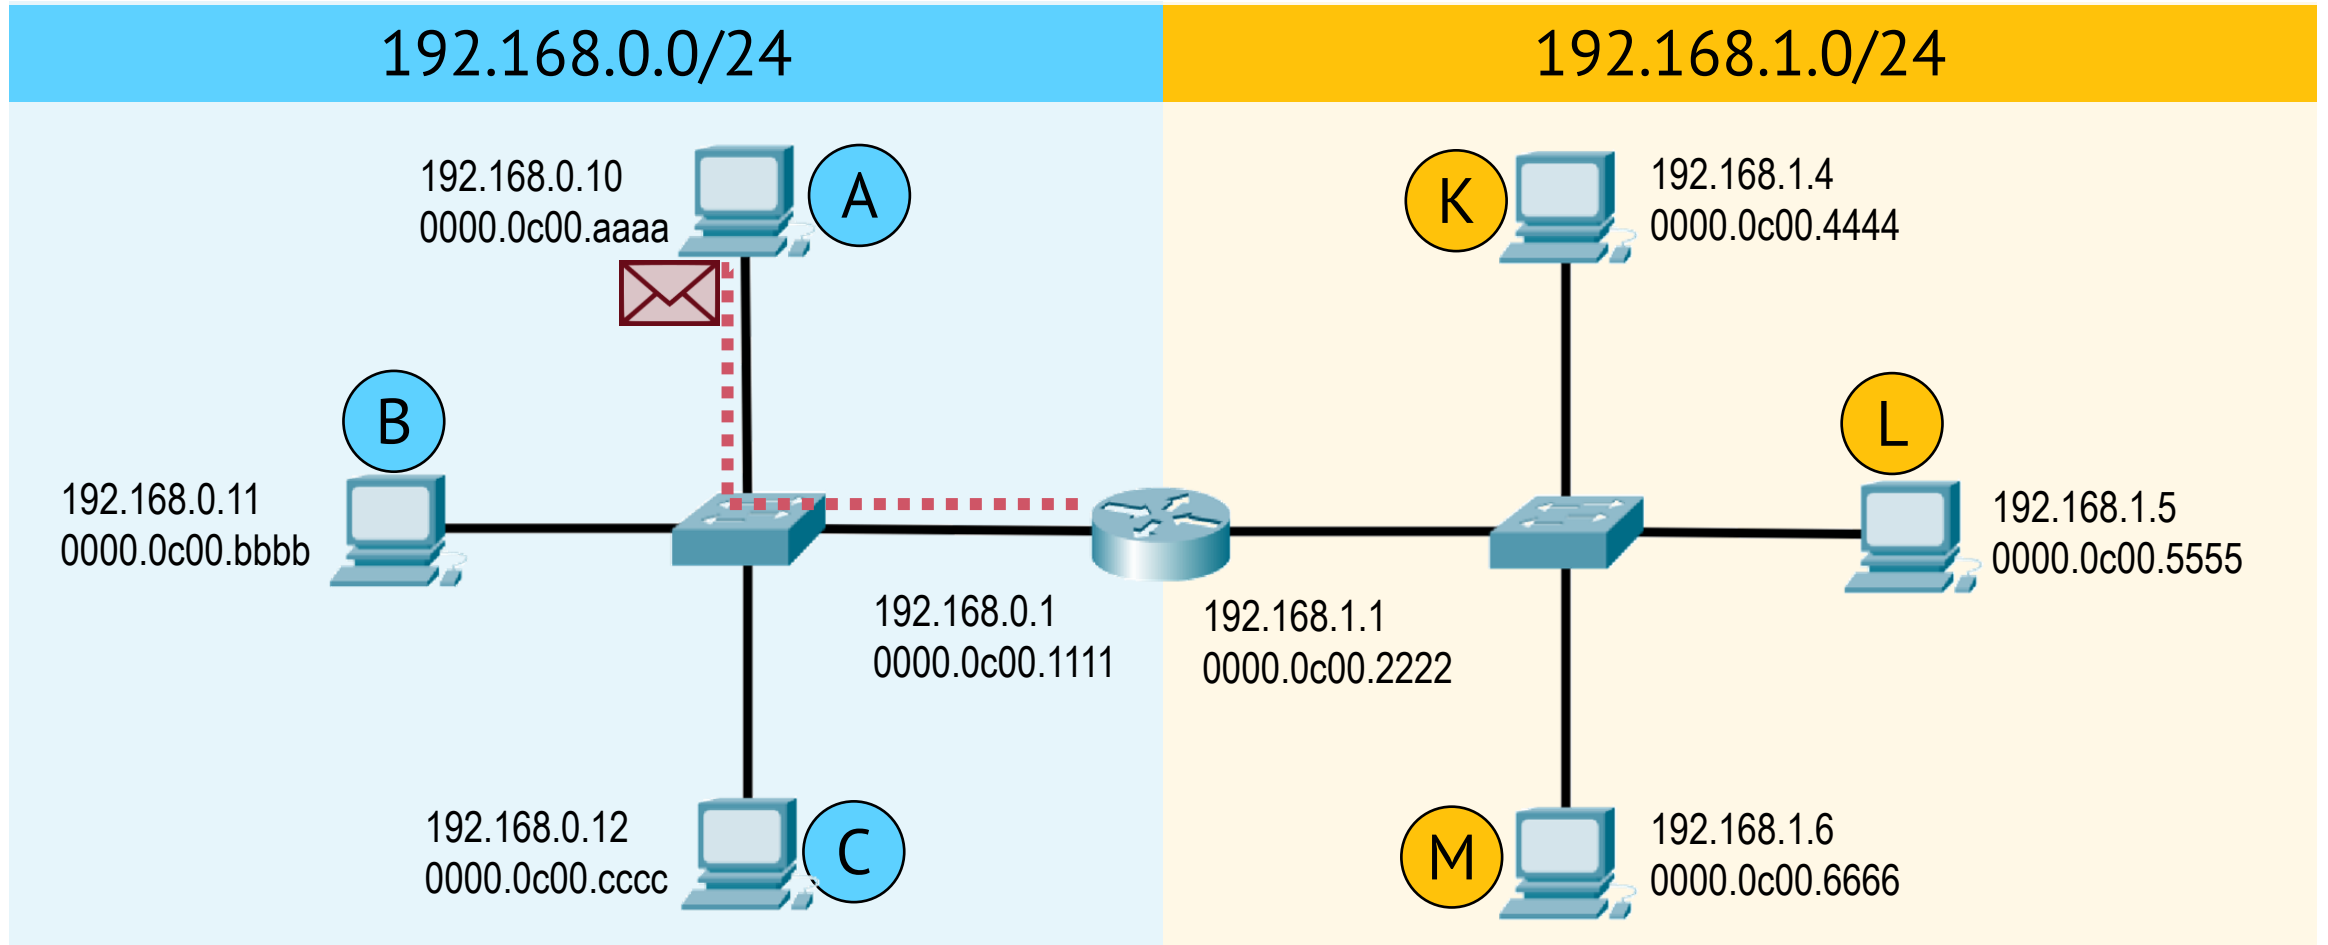 192.168.0.0/24
192.168.1.0/24
192.168.0.10
0000.0c00.aaaa
A
K
192.168.1.4
0000.0c00.4444
B
192.168.0.11
0000.0c00.bbbb
L
192.168.1.5
0000.0c00.5555
192.168.0.1
0000.0c00.1111
192.168.1.1
0000.0c00.2222
192.168.0.12
0000.0c00.cccc
C
M
192.168.1.6
0000.0c00.6666